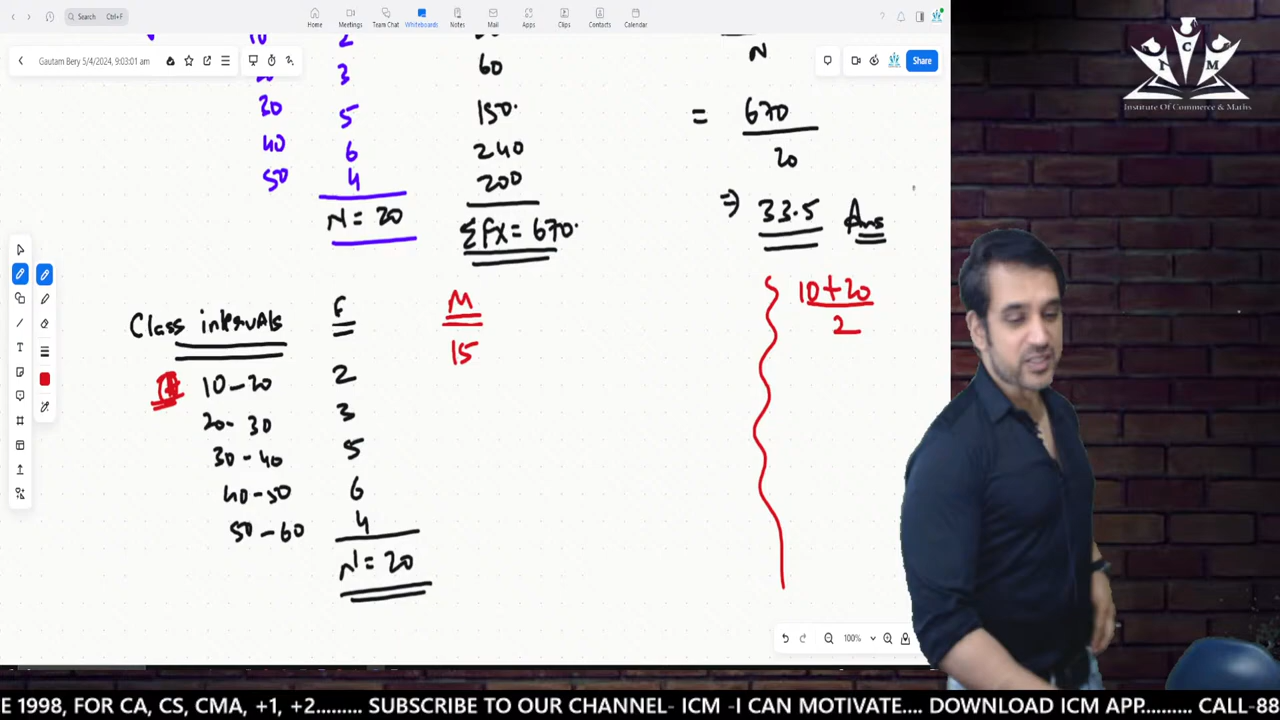 Search Ctrl+F
Home Meetings Team Chat Whiteboards Notes Mail Apps Clips Contacts Calendar
Gautam Bery 5/4/2024, 9:03:01 am
Share
I C M
Institute Of Commerce & Maths
10 2
3 60
30 5 150.
40 6 240
50 4 200
N = 20 Σfx = 670.
N
= 670
20
⇒ 33.5 Ans
Class intervals F M
10-20 2 15
20-30 3
30-40 5
40-50 6
50-60 4
N = 20
10+20
2
100%
E 1998, FOR CA, CS, CMA, +1, +2......... SUBSCRIBE TO OUR CHANNEL- ICM -I CAN MOTIVATE.... DOWNLOAD ICM APP.......... CALL-88